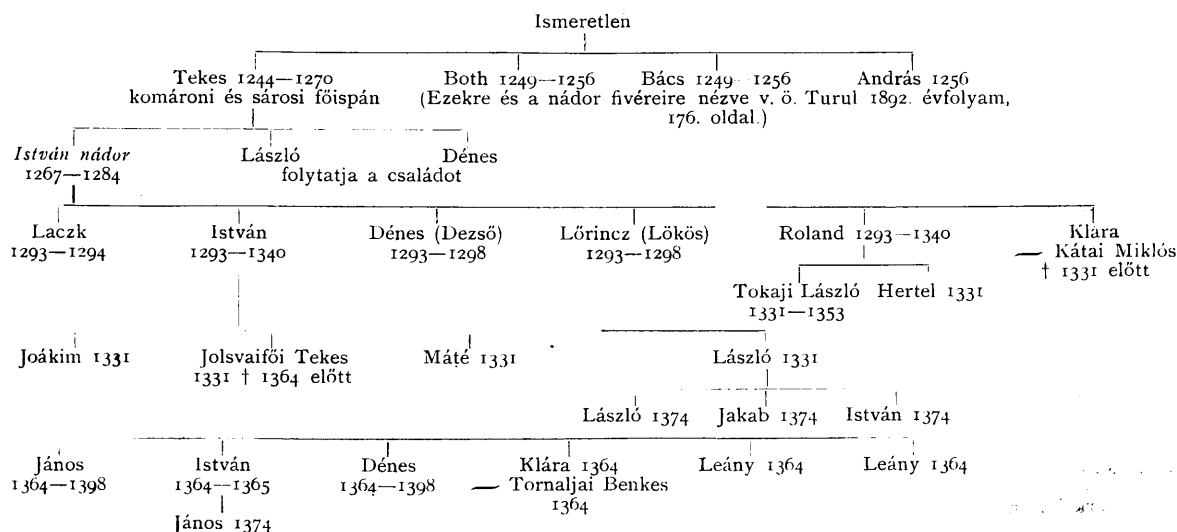 Ismeretlen
Tekes 1244—1270 Both 1249—1256 Bács 1249 1256 András 1256
komáromi és sárosi főispán (Ezekre és a nádor fivéreire nézve v. ö. Turul 1892. évfolyam,
176. oldal.)
István nádor László Dénes
1267—1284 folytatja a családot
Laczk István Dénes (Dezső) Lőrincz (Lökös) Roland 1293—1340 Klára
1293—1294 1293—1340 1293—1298 1293—1298 — Kátai Miklós
† 1331 előtt
Tokaji László Hertel 1331
1331—1353
Joákim 1331 Jolsvaifői Tekes Máté 1331 László 1331
1331 † 1364 előtt
László 1374 Jakab 1374 István 1374
János István Dénes Klára 1364 Leány 1364 Leány 1364
1364—1398 1364—1365 1364—1398 — Tornaljai Benkes
1364
János 1374